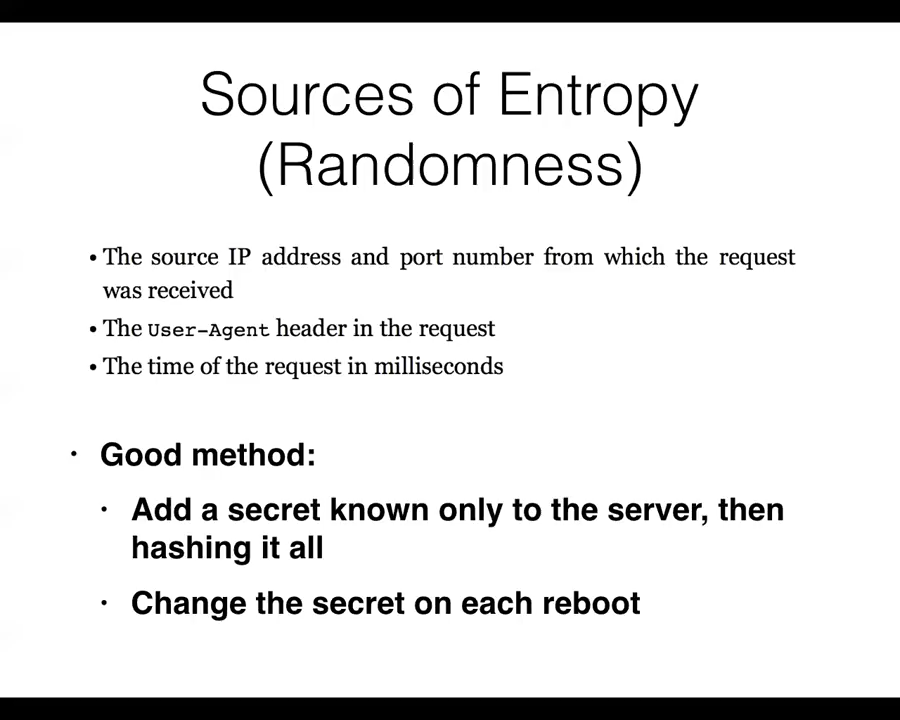 Sources of Entropy
(Randomness)
• The source IP address and port number from which the request
was received
• The User-Agent header in the request
• The time of the request in milliseconds
• Good method:
• Add a secret known only to the server, then
hashing it all
• Change the secret on each reboot